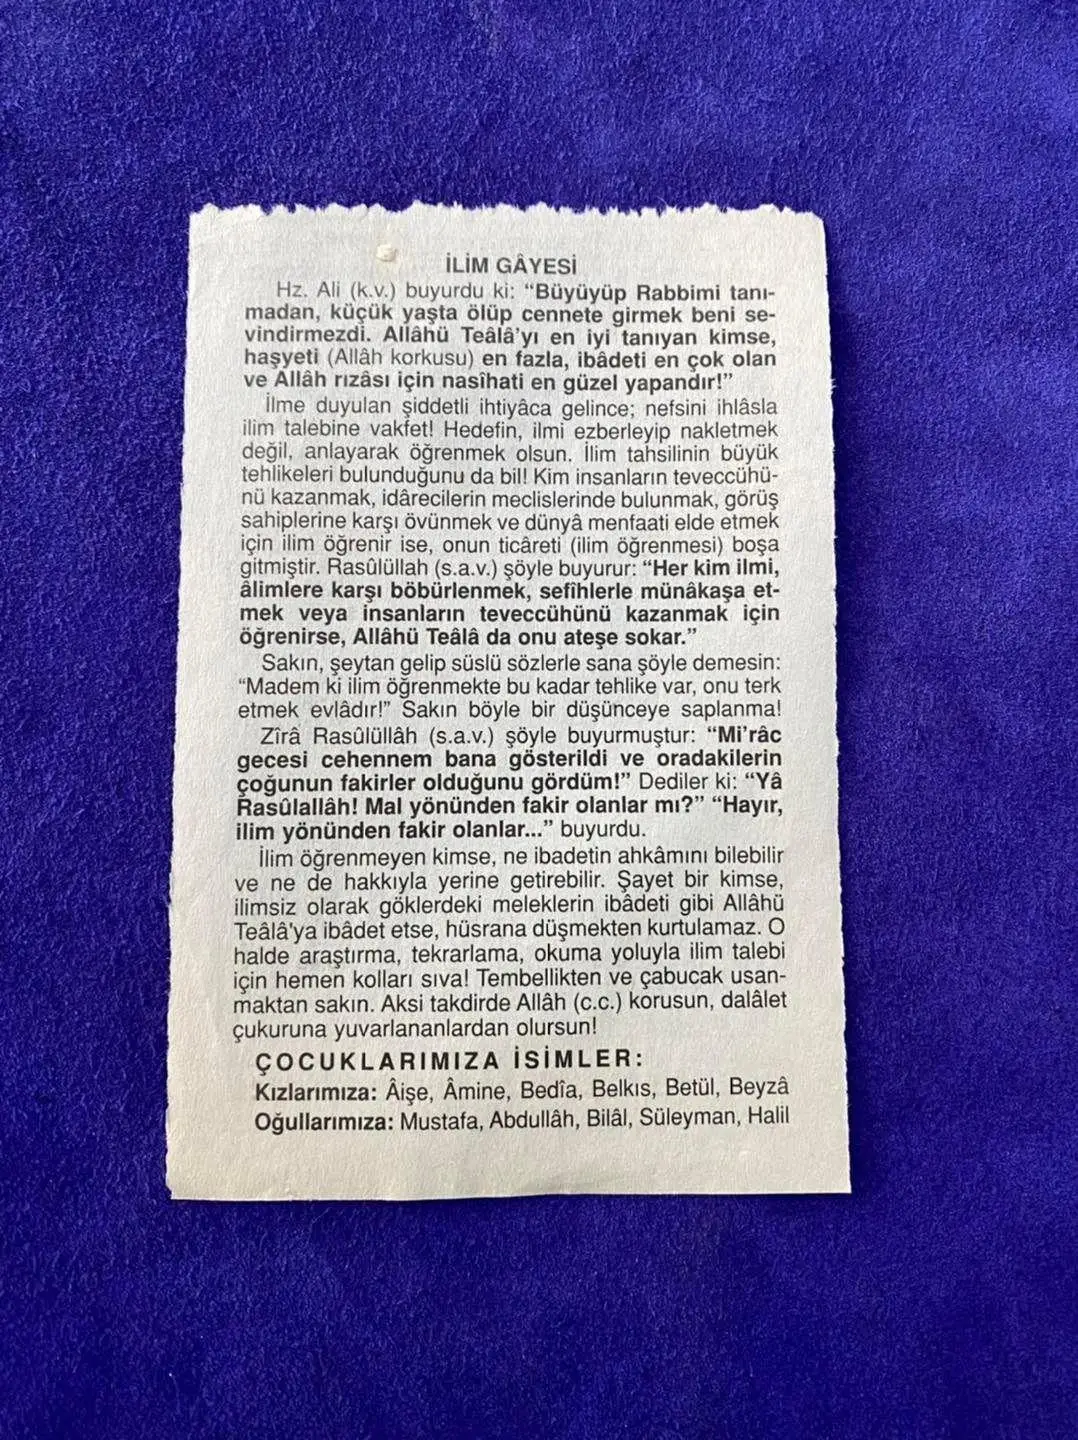 İLİM GÂYESİ
Hz. Ali (k.v.) buyurdu ki: “Büyüyüp Rabbimi tanı-
madan, küçük yaşta ölüp cennete girmek beni se-
vindirmezdi. Allâhü Teâlâ’yı en iyi tanıyan kimse,
haşyeti (Allâh korkusu) en fazla, ibâdeti en çok olan
ve Allâh rızâsı için nasîhati en güzel yapandır!”
İlme duyulan şiddetli ihtiyâca gelince; nefsini ihlâsla
ilim talebine vakfet! Hedefin, ilmi ezberleyip nakletmek
değil, anlayarak öğrenmek olsun. İlim tahsilinin büyük
tehlikeleri bulunduğunu da bil! Kim insanların teveccühü-
nü kazanmak, idârecilerin meclislerinde bulunmak, görüş
sahiplerine karşı övünmek ve dünyâ menfaati elde etmek
için ilim öğrenir ise, onun ticâreti (ilim öğrenmesi) boşa
gitmiştir. Rasûlüllah (s.a.v.) şöyle buyurur: “Her kim ilmi,
âlimlere karşı böbürlenmek, sefîhlerle münâkaşa et-
mek veya insanların teveccühünü kazanmak için
öğrenirse, Allâhü Teâlâ da onu ateşe sokar.”
Sakın, şeytan gelip süslü sözlerle sana şöyle demesin:
“Madem ki ilim öğrenmekte bu kadar tehlike var, onu terk
etmek evlâdır!” Sakın böyle bir düşünceye saplanma!
Zîrâ Rasûlüllâh (s.a.v.) şöyle buyurmuştur: “Mi’râc
gecesi cehennem bana gösterildi ve oradakilerin
çoğunun fakirler olduğunu gördüm!” Dediler ki: “Yâ
Rasûlallâh! Mal yönünden fakir olanlar mı?” “Hayır,
ilim yönünden fakir olanlar...” buyurdu.
İlim öğrenmeyen kimse, ne ibadetin ahkâmını bilebilir
ve ne de hakkıyla yerine getirebilir. Şayet bir kimse,
ilimsiz olarak göklerdeki meleklerin ibâdeti gibi Allâhü
Teâlâ'ya ibâdet etse, hüsrana düşmekten kurtulamaz. O
halde araştırma, tekrarlama, okuma yoluyla ilim talebi
için hemen kolları sıva! Tembellikten ve çabucak usan-
maktan sakın. Aksi takdirde Allâh (c.c.) korusun, dalâlet
çukuruna yuvarlananlardan olursun!
ÇOCUKLARIMIZA İSİMLER:
Kızlarımıza: Âişe, Âmine, Bedîa, Belkıs, Betül, Beyzâ
Oğullarımıza: Mustafa, Abdullâh, Bilâl, Süleyman, Halil